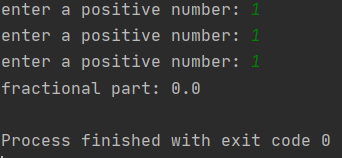 enter a positive number: 1
enter a positive number: 1
enter a positive number: 1
fractional part: 0.0
Process finished with exit code 0